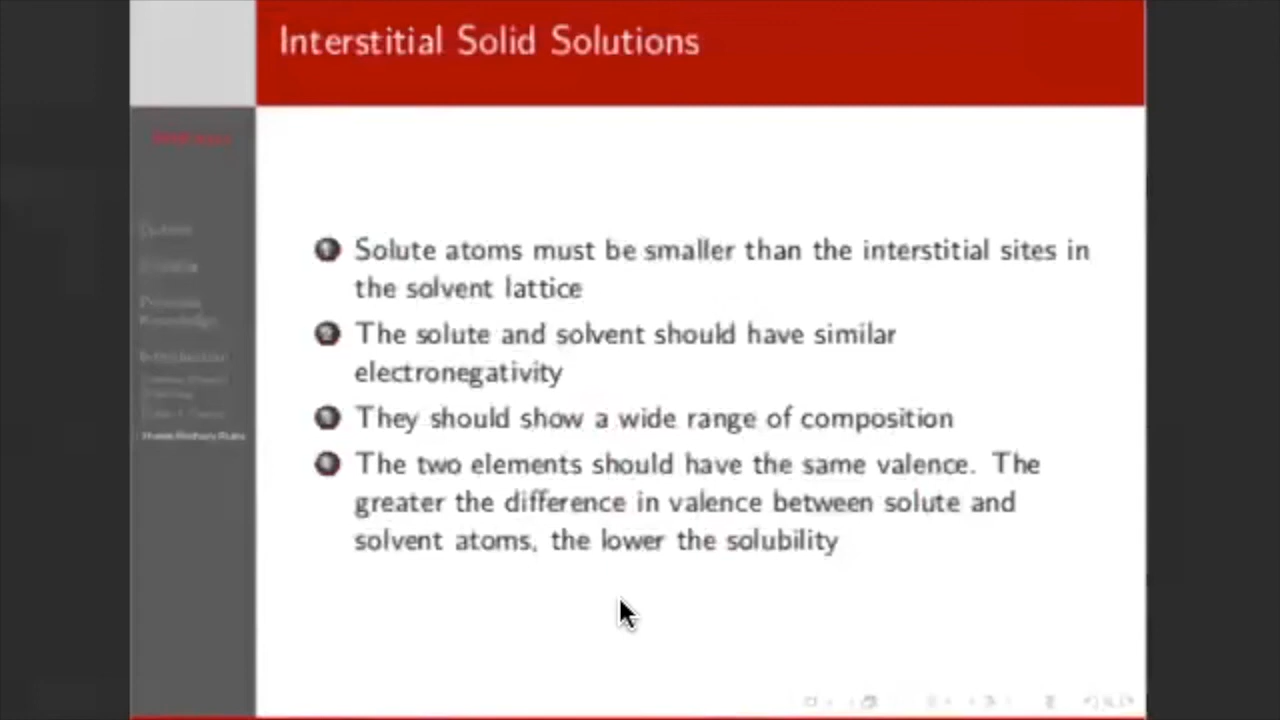 Interstitial Solid Solutions
Solute atoms must be smaller than the interstitial sites in
the solvent lattice
The solute and solvent should have similar
electronegativity
They should show a wide range of composition
The two elements should have the same valence. The
greater the difference in valence between solute and
solvent atoms, the lower the solubility